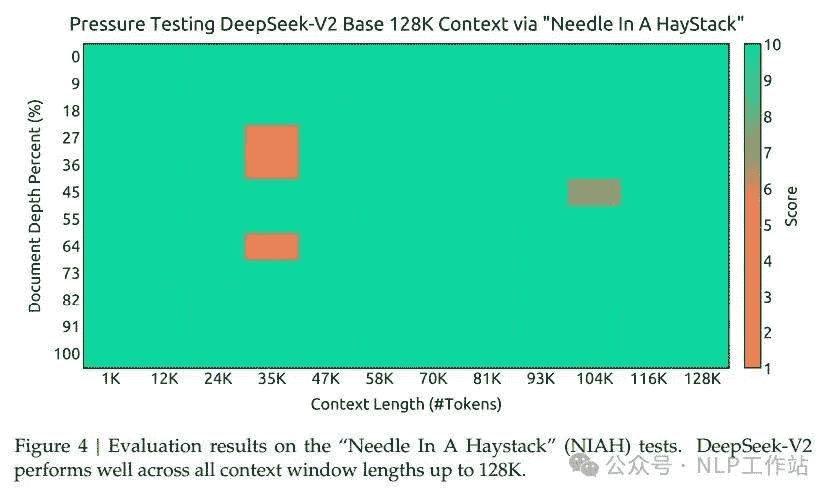 Pressure Testing DeepSeek-V2 Base 128K Context via "Needle In A HayStack"
Document Depth Percent (%)
0
9
18
27
36
45
55
64
73
82
91
100
1K 12K 24K 35K 47K 58K 70K 81K 93K 104K 116K 128K
Context Length (#Tokens)
10
9
8
7
6
5
4
3
2
1
Score
Figure 4 | Evaluation results on the “Needle In A Haystack” (NIAH) tests. DeepSeek-V2
performs well across all context window lengths up to 128K.
公众号 · NLP工作站